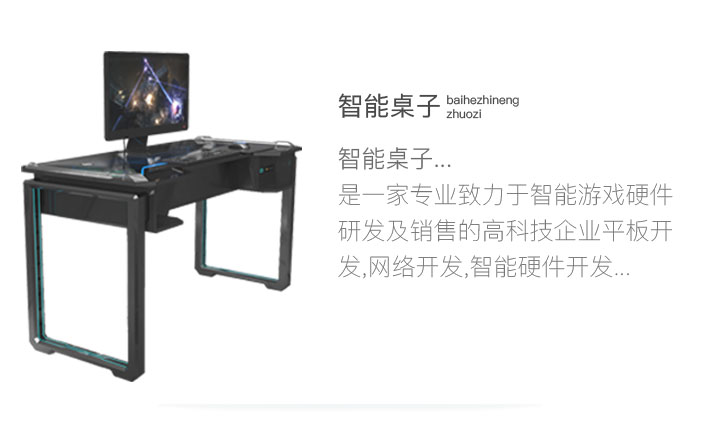 智能桌子 baihezhineng
zhuozi
智能桌子...
是一家专业致力于智能游戏硬件
研发及销售的高科技企业平板开
发,网络开发,智能硬件开发...